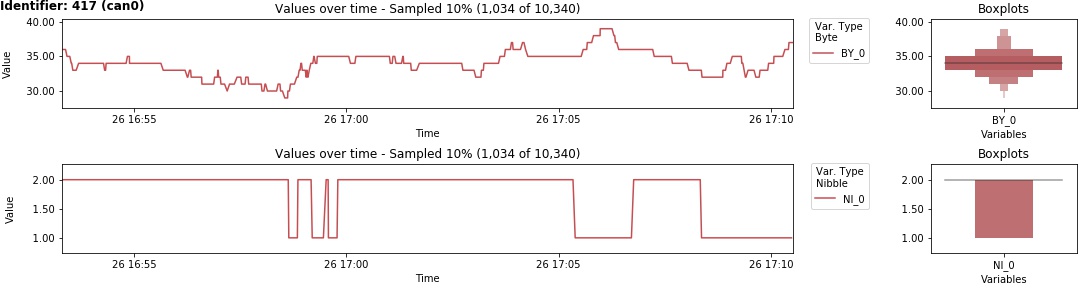 Identifier: 417 (can0)
Values over time - Sampled 10% (1,034 of 10,340)
Value
40.00
35.00
30.00
26 16:55
26 17:00
26 17:05
26 17:10
Time
Var. Type
Byte
BY_0
Boxplots
40.00
35.00
30.00
BY_0
Variables
Values over time - Sampled 10% (1,034 of 10,340)
Value
2.00
1.50
1.00
26 16:55
26 17:00
26 17:05
26 17:10
Time
Var. Type
Nibble
NI_0
Boxplots
2.00
1.50
1.00
NI_0
Variables